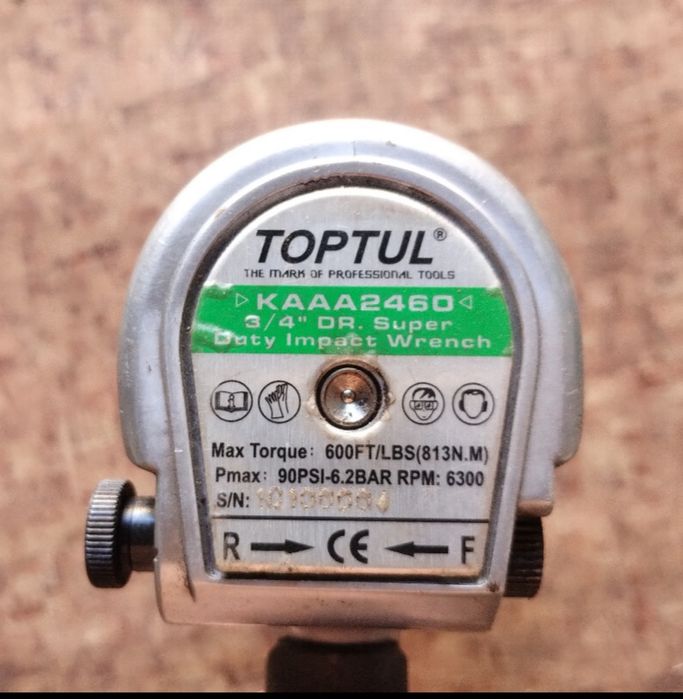 TOPTUL®
THE MARK OF PROFESSIONAL TOOLS
▷KAAA2460◁
3/4" DR. Super
Duty Impact Wrench
Max Torque: 600FT/LBS(813N.M)
Pmax: 90PSI-6.2BAR RPM: 6300
S/N:
R CE F